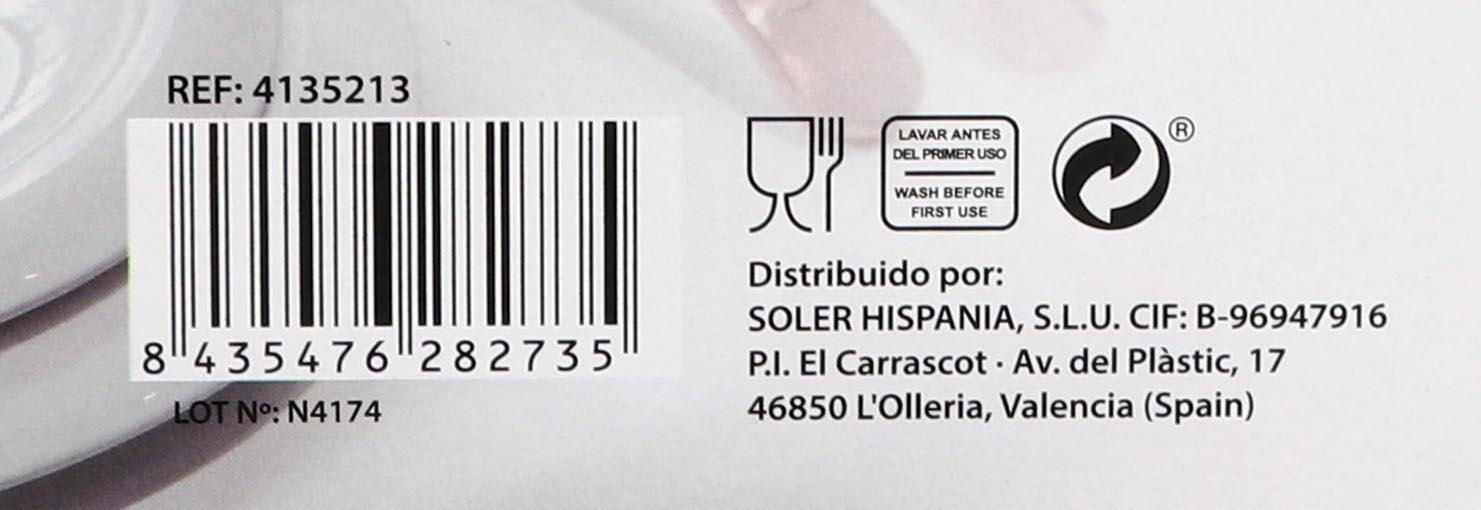 REF: 4135213
8 435476 282735
LOT Nº: N4174
LAVAR ANTES
DEL PRIMER USO
WASH BEFORE
FIRST USE
®
Distribuido por:
SOLER HISPANIA, S.L.U. CIF: B-96947916
P.I. El Carrascot · Av. del Plàstic, 17
46850 L'Olleria, Valencia (Spain)